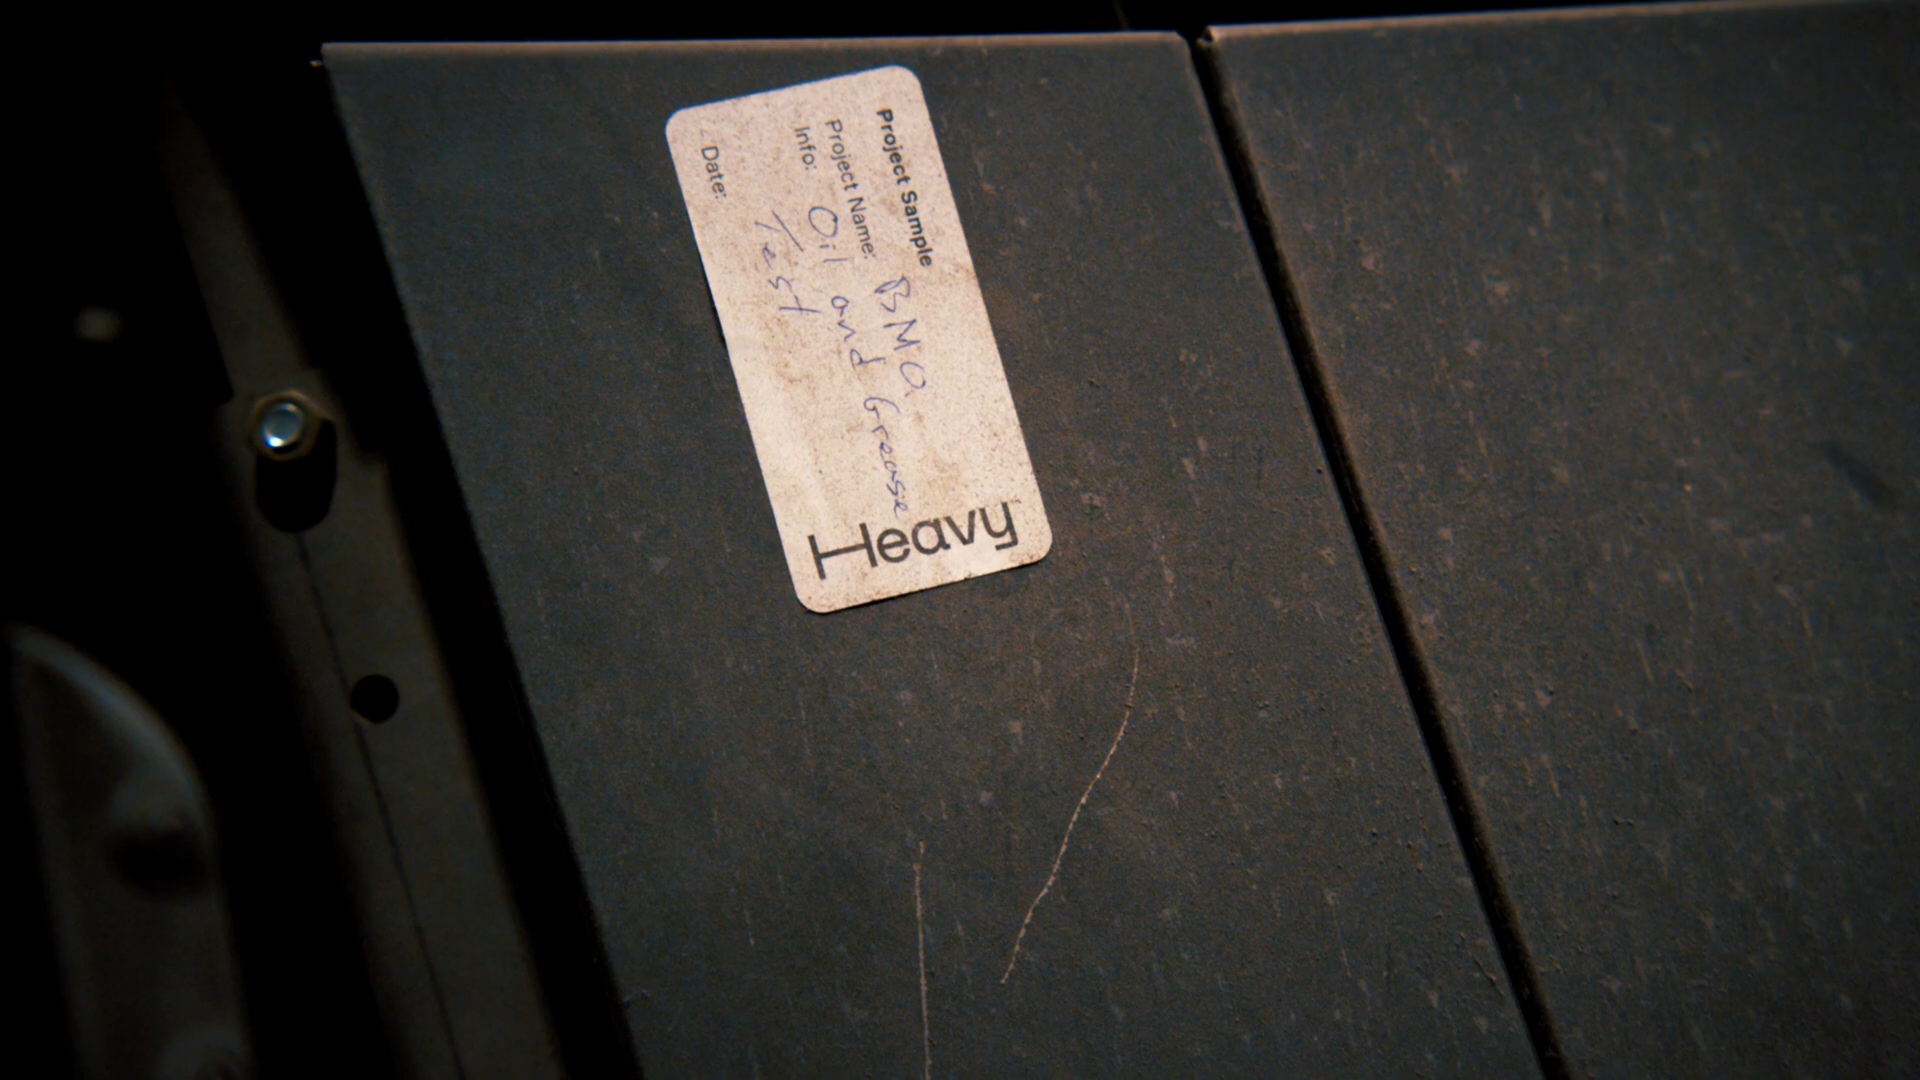 Project Sample
Project Name: BMO.
Info: Oil and Grease
Test
Date:
Heavy